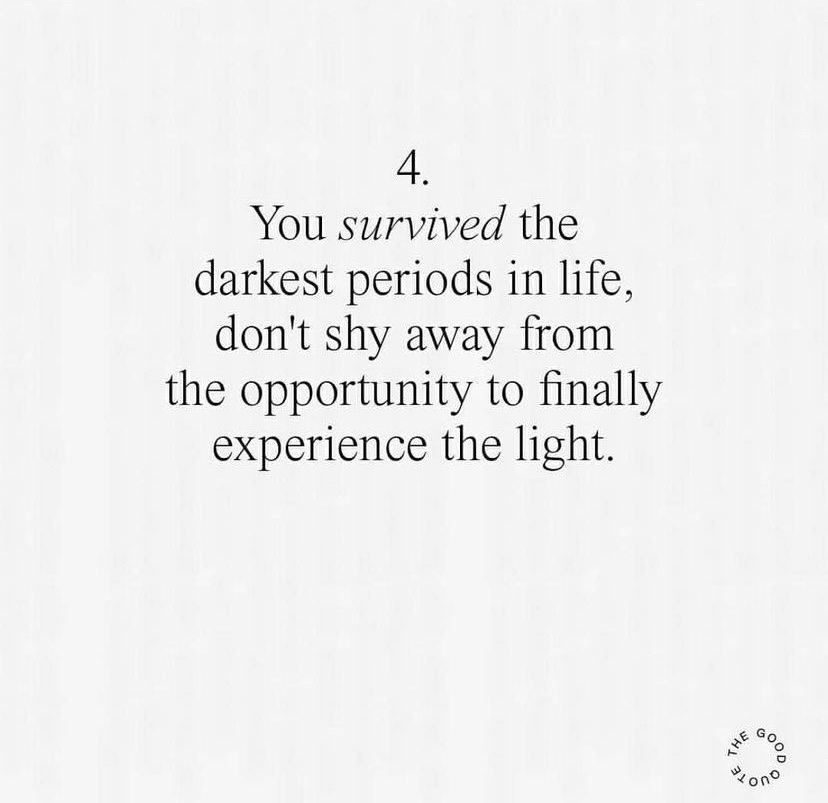 4.
You survived the
darkest periods in life,
don't shy away from
the opportunity to finally
experience the light.
THE GOOD QUOTE